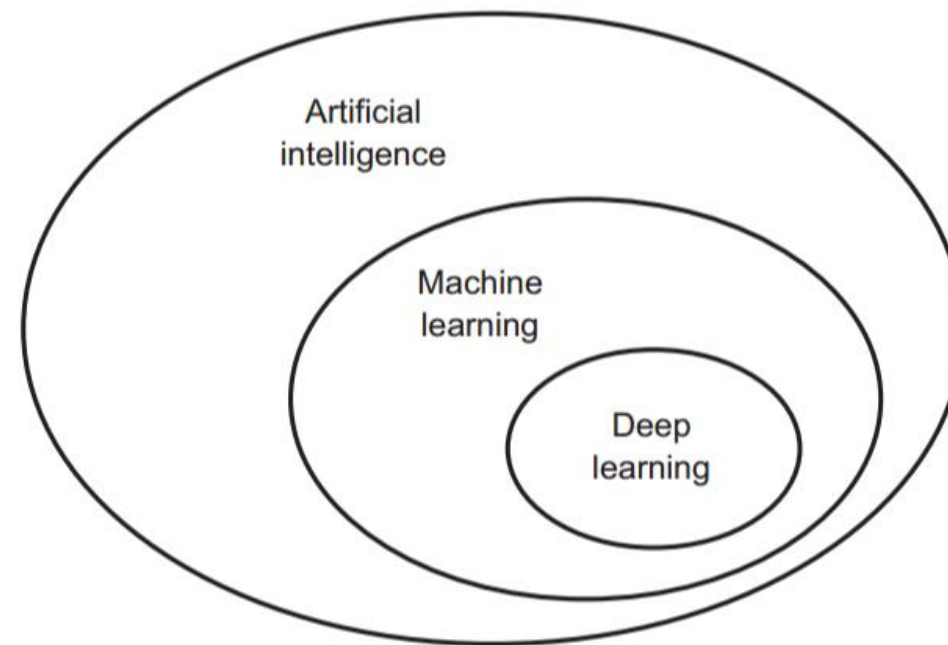 Artificial
intelligence
Machine
learning
Deep
learning